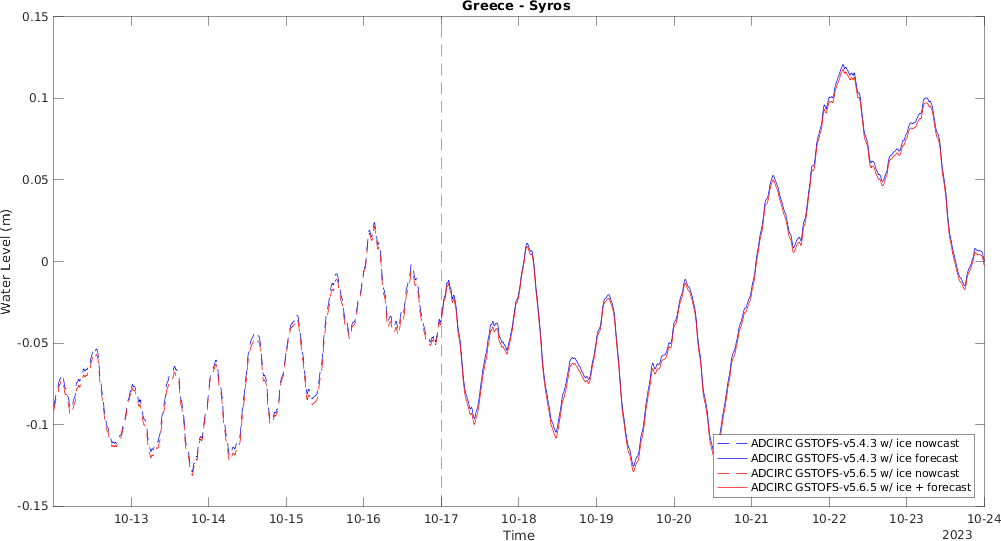 Greece - Syros
0.15
0.1
0.05
0
-0.05
-0.1
-0.15
Water Level (m)
10-13
10-14
10-15
10-16
10-17
10-18
10-19
10-20
10-21
10-22
10-23
10-24
Time
2023
ADCIRC GSTOFS-v5.4.3 w/ ice nowcast
ADCIRC GSTOFS-v5.4.3 w/ ice forecast
ADCIRC GSTOFS-v5.6.5 w/ ice nowcast
ADCIRC GSTOFS-v5.6.5 w/ ice + forecast